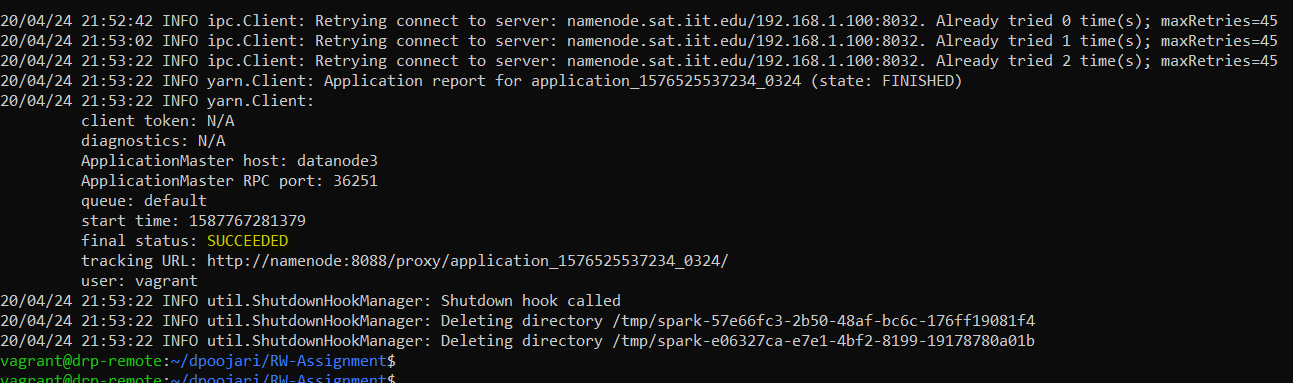 20/04/24 21:52:42 INFO ipc.Client: Retrying connect to server: namenode.sat.iit.edu/192.168.1.100:8032. Already tried 0 time(s); maxRetries=45
20/04/24 21:53:02 INFO ipc.Client: Retrying connect to server: namenode.sat.iit.edu/192.168.1.100:8032. Already tried 1 time(s); maxRetries=45
20/04/24 21:53:22 INFO ipc.Client: Retrying connect to server: namenode.sat.iit.edu/192.168.1.100:8032. Already tried 2 time(s); maxRetries=45
20/04/24 21:53:22 INFO yarn.Client: Application report for application_1576525537234_0324 (state: FINISHED)
20/04/24 21:53:22 INFO yarn.Client:
client token: N/A
diagnostics: N/A
ApplicationMaster host: datanode3
ApplicationMaster RPC port: 36251
queue: default
start time: 1587767281379
final status: SUCCEEDED
tracking URL: http://namenode:8088/proxy/application_1576525537234_0324/
user: vagrant
20/04/24 21:53:22 INFO util.ShutdownHookManager: Shutdown hook called
20/04/24 21:53:22 INFO util.ShutdownHookManager: Deleting directory /tmp/spark-57e66fc3-2b50-48af-bc6c-176ff19081f4
20/04/24 21:53:22 INFO util.ShutdownHookManager: Deleting directory /tmp/spark-e06327ca-e7e1-4bf2-8199-19178780a01b
vagrant@drp-remote:~/dpoojari/RW-Assignment$
vagrant@drp-remote:~/dpoojari/RW-Assignment$